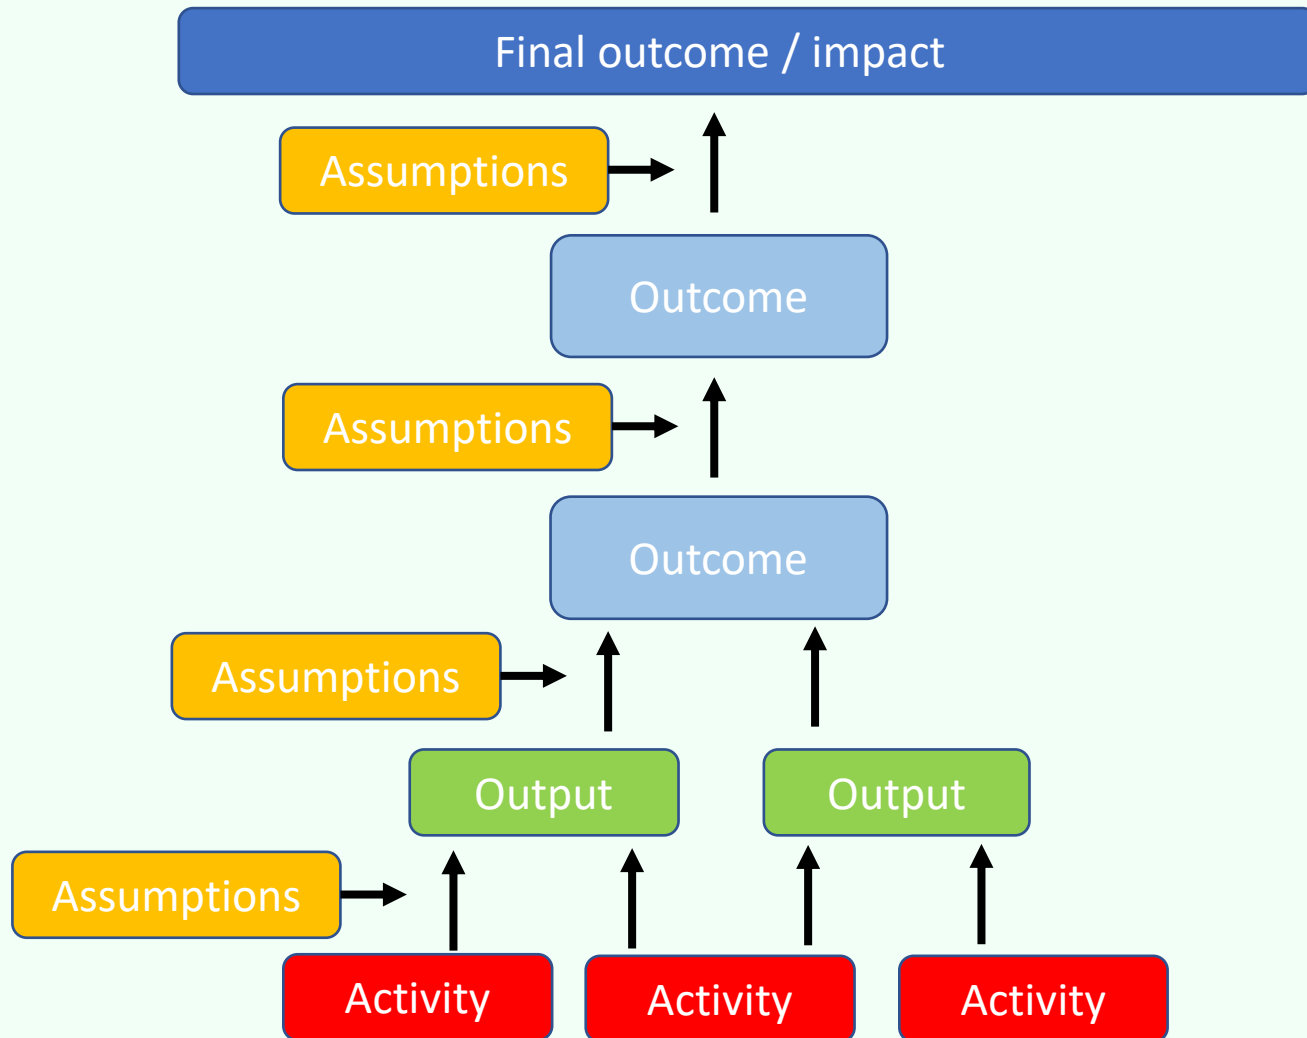 Final outcome / impact
Assumptions
Outcome
Assumptions
Outcome
Assumptions
Output
Output
Assumptions
Activity
Activity
Activity